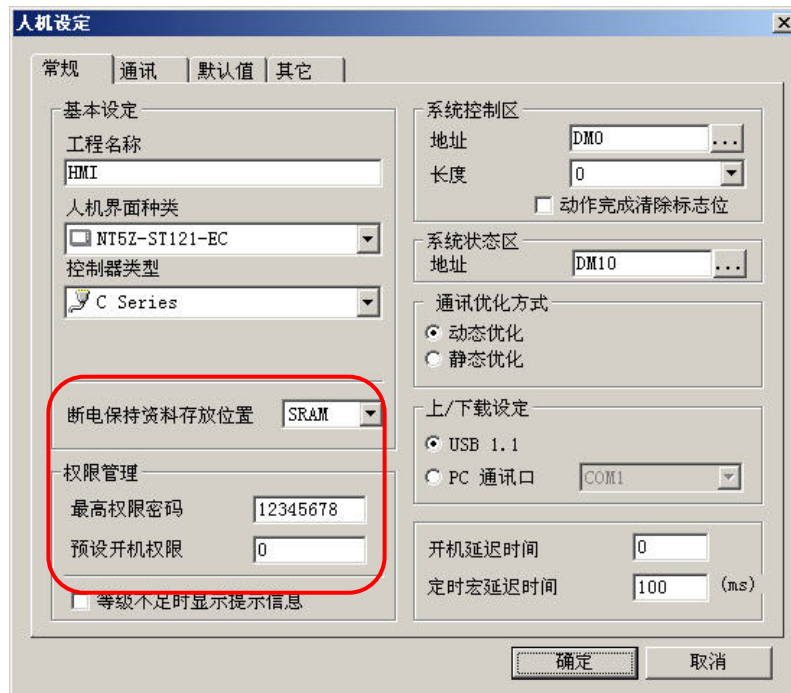 人机设定
常规 通讯 默认值 其它
基本设定
工程名称
HMI
人机界面种类
NT5Z-ST121-EC
控制器类型
C Series
断电保持资料存放位置 SRAM
权限管理
最高权限密码 12345678
预设开机权限 0
等级不足时显示提示信息
系统控制区
地址 DM0 ...
长度 0
动作完成清除标志位
系统状态区
地址 DM10 ...
通讯优化方式
动态优化
静态优化
上/下载设定
USB 1.1
PC 通讯口 COM1
开机延迟时间 0
定时宏延迟时间 100 (ms)
确定 取消